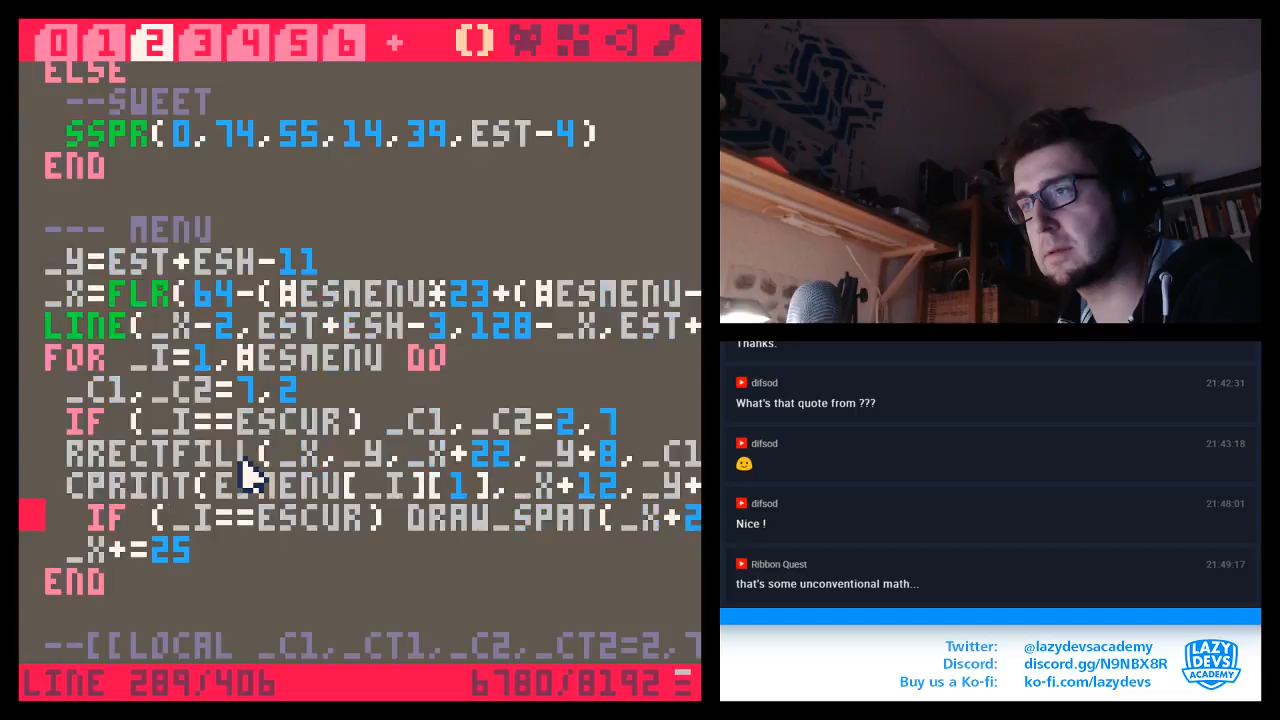 0 1 2 3 4 5 6 +
ELSE
--SWEET
SSPR(0,74,55,14,39,EST-4)
END
--- MENU
_Y=EST+ESH-11
_X=FLR(64-(#ESMENU*23+(#ESMENU-
LINE(_X-2,EST+ESH-3,128-_X,EST+
FOR _I=1,#ESMENU DO
_C1,_C2=7,2
IF (_I==ESCUR) _C1,_C2=2,7
RRECTFILL(_X,_Y,_X+22,_Y+8,_C1
CPRINT(ESMENU[_I][1],_X+12,_Y+
IF (_I==ESCUR) DRAW_SPAT(_X+2
_X+=25
END
--[[LOCAL _C1,_CT1,_C2,_CT2=2,7
LINE 289/406
6780/8192
Thanks.
difsod 21:42:31
What's that quote from ???
difsod 21:43:18
difsod 21:48:01
Nice !
Ribbon Quest 21:49:17
that's some unconventional math...
Twitter: @lazydevsacademy
Discord: discord.gg/N9NBX8R
Buy us a Ko-fi: ko-fi.com/lazydevs
LAZY
DEVS
ACADEMY